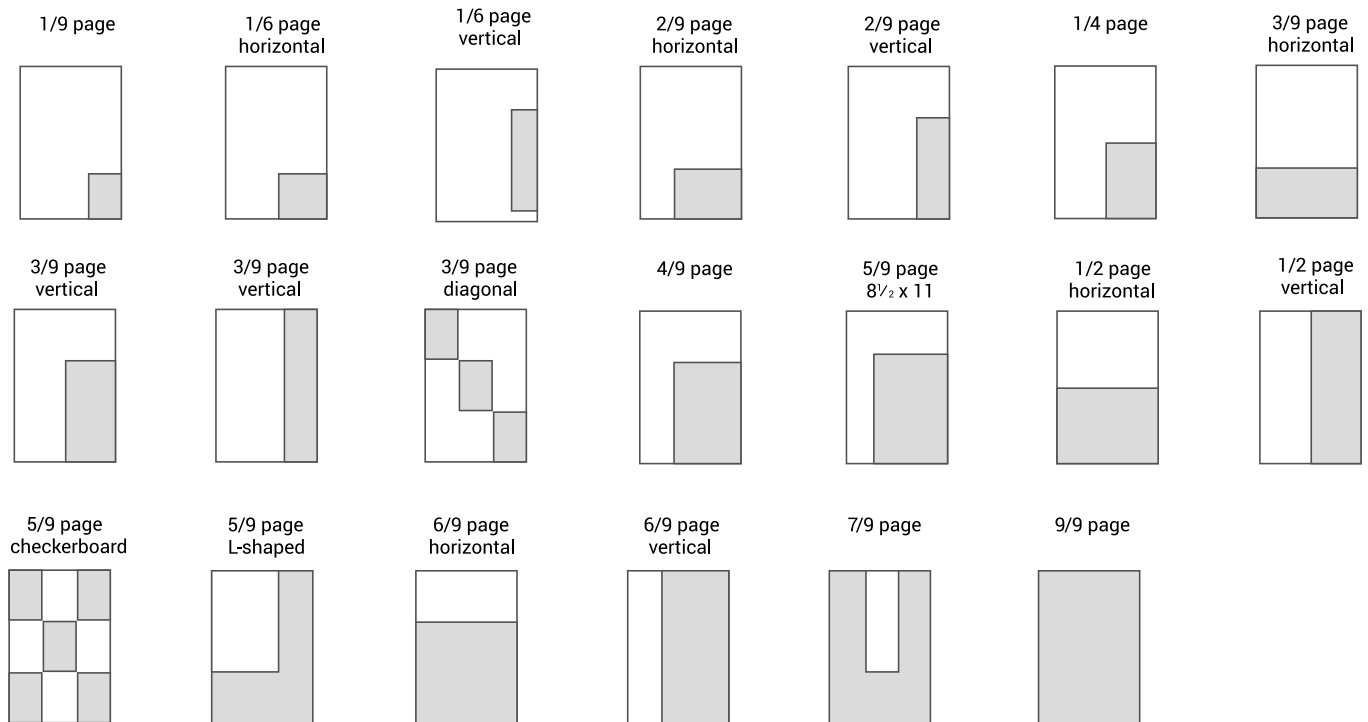 1/9 page
1/6 page
horizontal
1/6 page
vertical
2/9 page
horizontal
2/9 page
vertical
1/4 page
3/9 page
horizontal
3/9 page
vertical
3/9 page
vertical
3/9 page
diagonal
4/9 page
5/9 page
8½ x 11
1/2 page
horizontal
1/2 page
vertical
5/9 page
checkerboard
5/9 page
L-shaped
6/9 page
horizontal
6/9 page
vertical
7/9 page
9/9 page